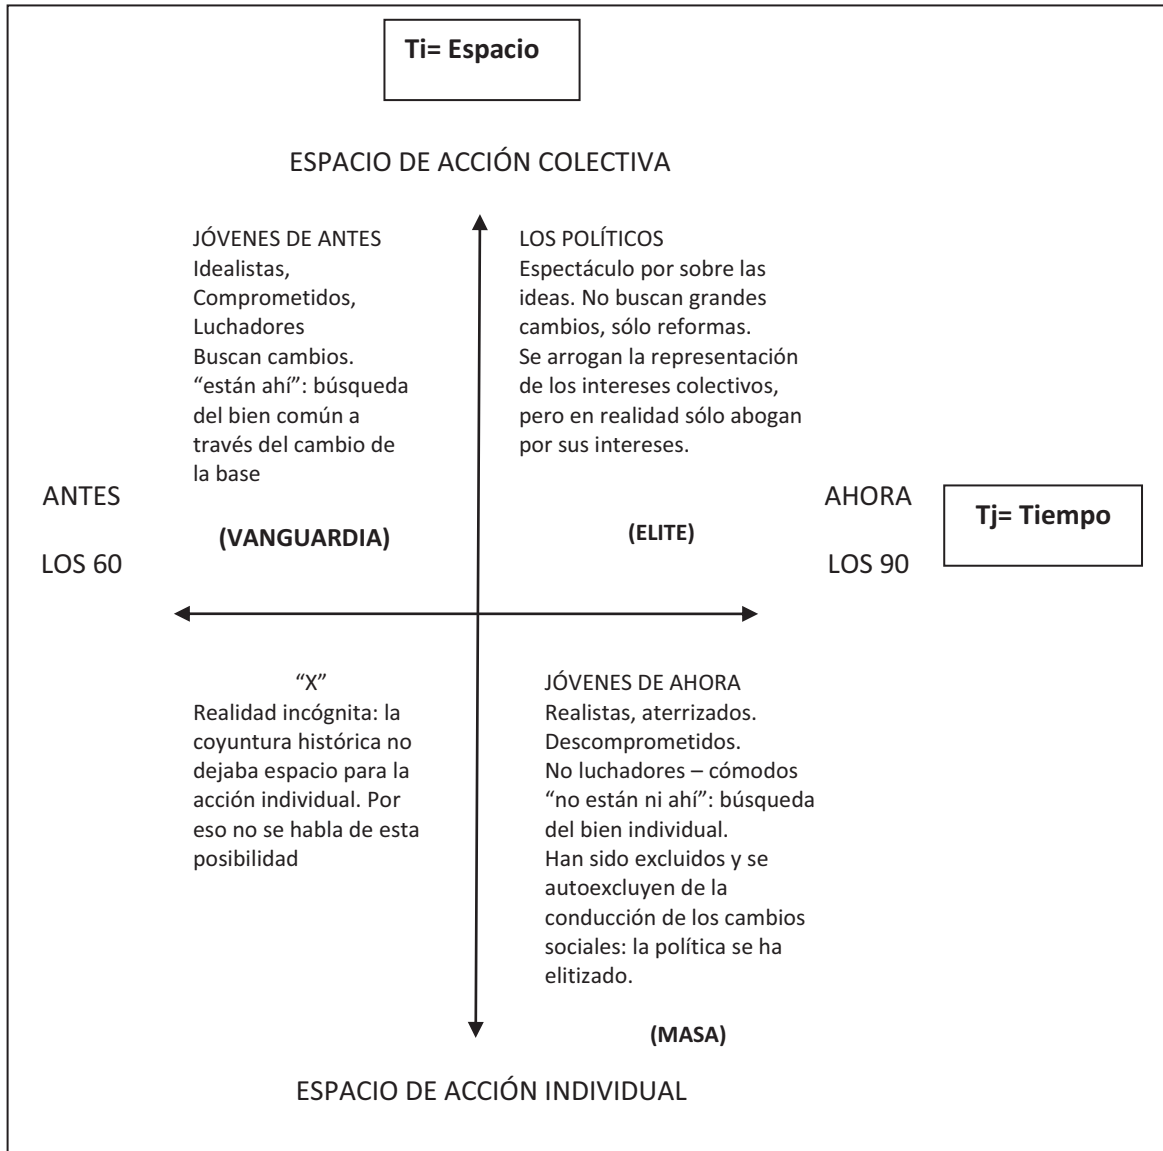 Ti= Espacio
ESPACIO DE ACCIÓN COLECTIVA
JÓVENES DE ANTES
Idealistas,
Comprometidos,
Luchadores
Buscan cambios.
“están ahí”: búsqueda
del bien común a
través del cambio de
la base
(VANGUARDIA)
LOS POLÍTICOS
Espectáculo por sobre las
ideas. No buscan grandes
cambios, sólo reformas.
Se arrogan la representación
de los intereses colectivos,
pero en realidad sólo abogan
por sus intereses.
(ELITE)
ANTES
LOS 60
AHORA
LOS 90
Tj= Tiempo
“X”
Realidad incógnita: la
coyuntura histórica no
dejaba espacio para la
acción individual. Por
eso no se habla de esta
posibilidad
JÓVENES DE AHORA
Realistas, aterrizados.
Descomprometidos.
No luchadores – cómodos
“no están ni ahí”: búsqueda
del bien individual.
Han sido excluidos y se
autoexcluyen de la
conducción de los cambios
sociales: la política se ha
elitizado.
(MASA)
ESPACIO DE ACCIÓN INDIVIDUAL